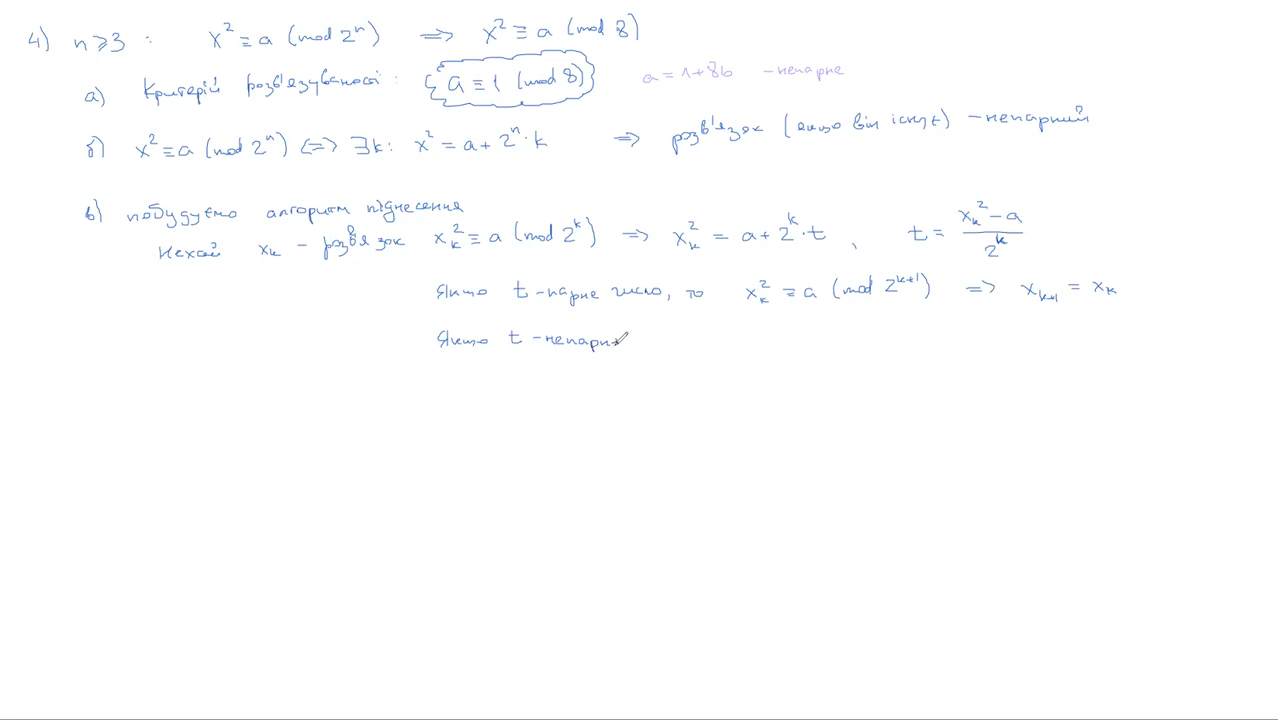 4) n ⩾ 3 : x² ≡ a (mod 2ⁿ) ⟹ x² ≡ a (mod 8)
а) Критерій розв'язуваності : a ≡ 1 (mod 8) a = 1 + 8b – непарне
б) x² ≡ a (mod 2ⁿ) ⟺ ∃k: x² = a + 2ⁿ · k ⟹ розв'язок (якщо він існує) – непарний
в) побудуємо алгоритм піднесення
Нехай xₖ – розв'язок xₖ² ≡ a (mod 2ᵏ) ⟹ xₖ² = a + 2ᵏ · t , t = (xₖ² – a)/2ᵏ
Якщо t – парне число, то xₖ² ≡ a (mod 2ᵏ⁺¹) ⟹ xₖ₊₁ = xₖ
Якщо t – непарн